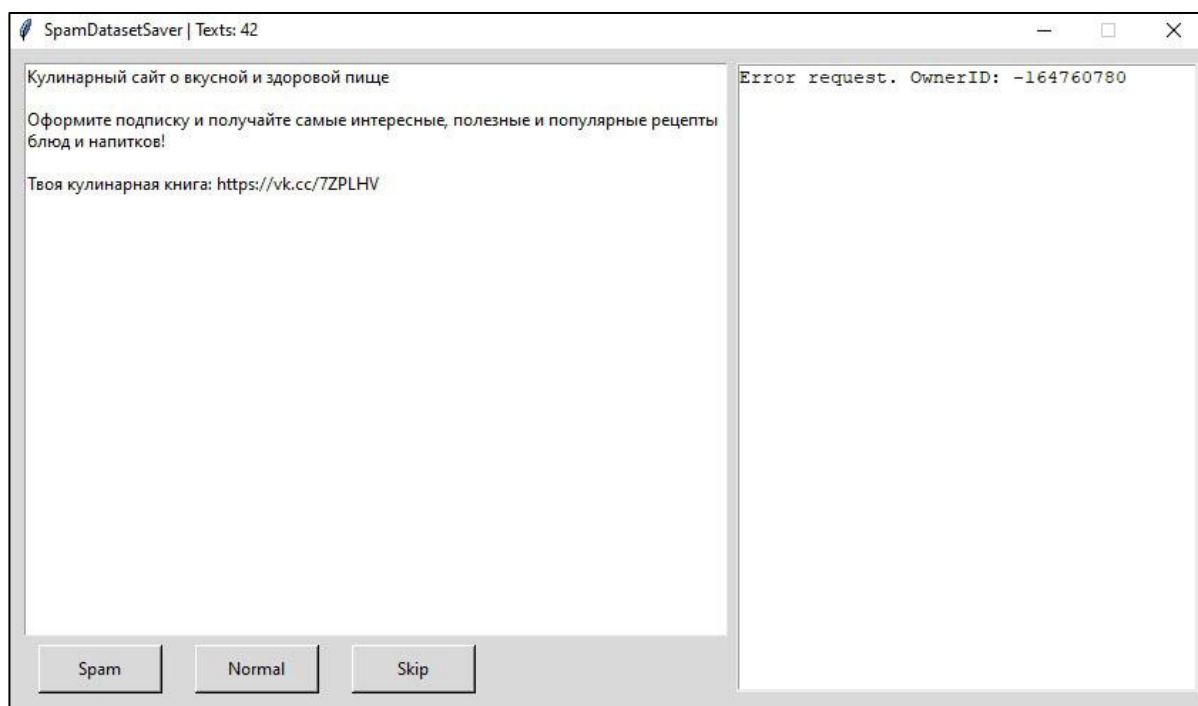 SpamDatasetSaver | Texts: 42
Кулинарный сайт о вкусной и здоровой пище
Оформите подписку и получайте самые интересные, полезные и популярные рецепты
блюд и напитков!
Твоя кулинарная книга: https://vk.cc/7ZPLHV
Error request. OwnerID: -164760780
Spam
Normal
Skip